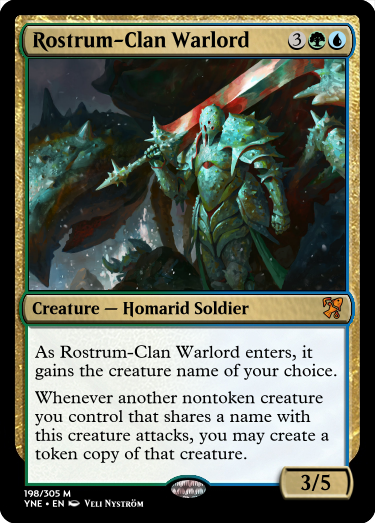 Rostrum-Clan Warlord 3
Creature — Homarid Soldier
As Rostrum-Clan Warlord enters, it
gains the creature name of your choice.
Whenever another nontoken creature
you control that shares a name with
this creature attacks, you may create a
token copy of that creature.
3/5
198/305 M
YNE • EN Veli Nyström